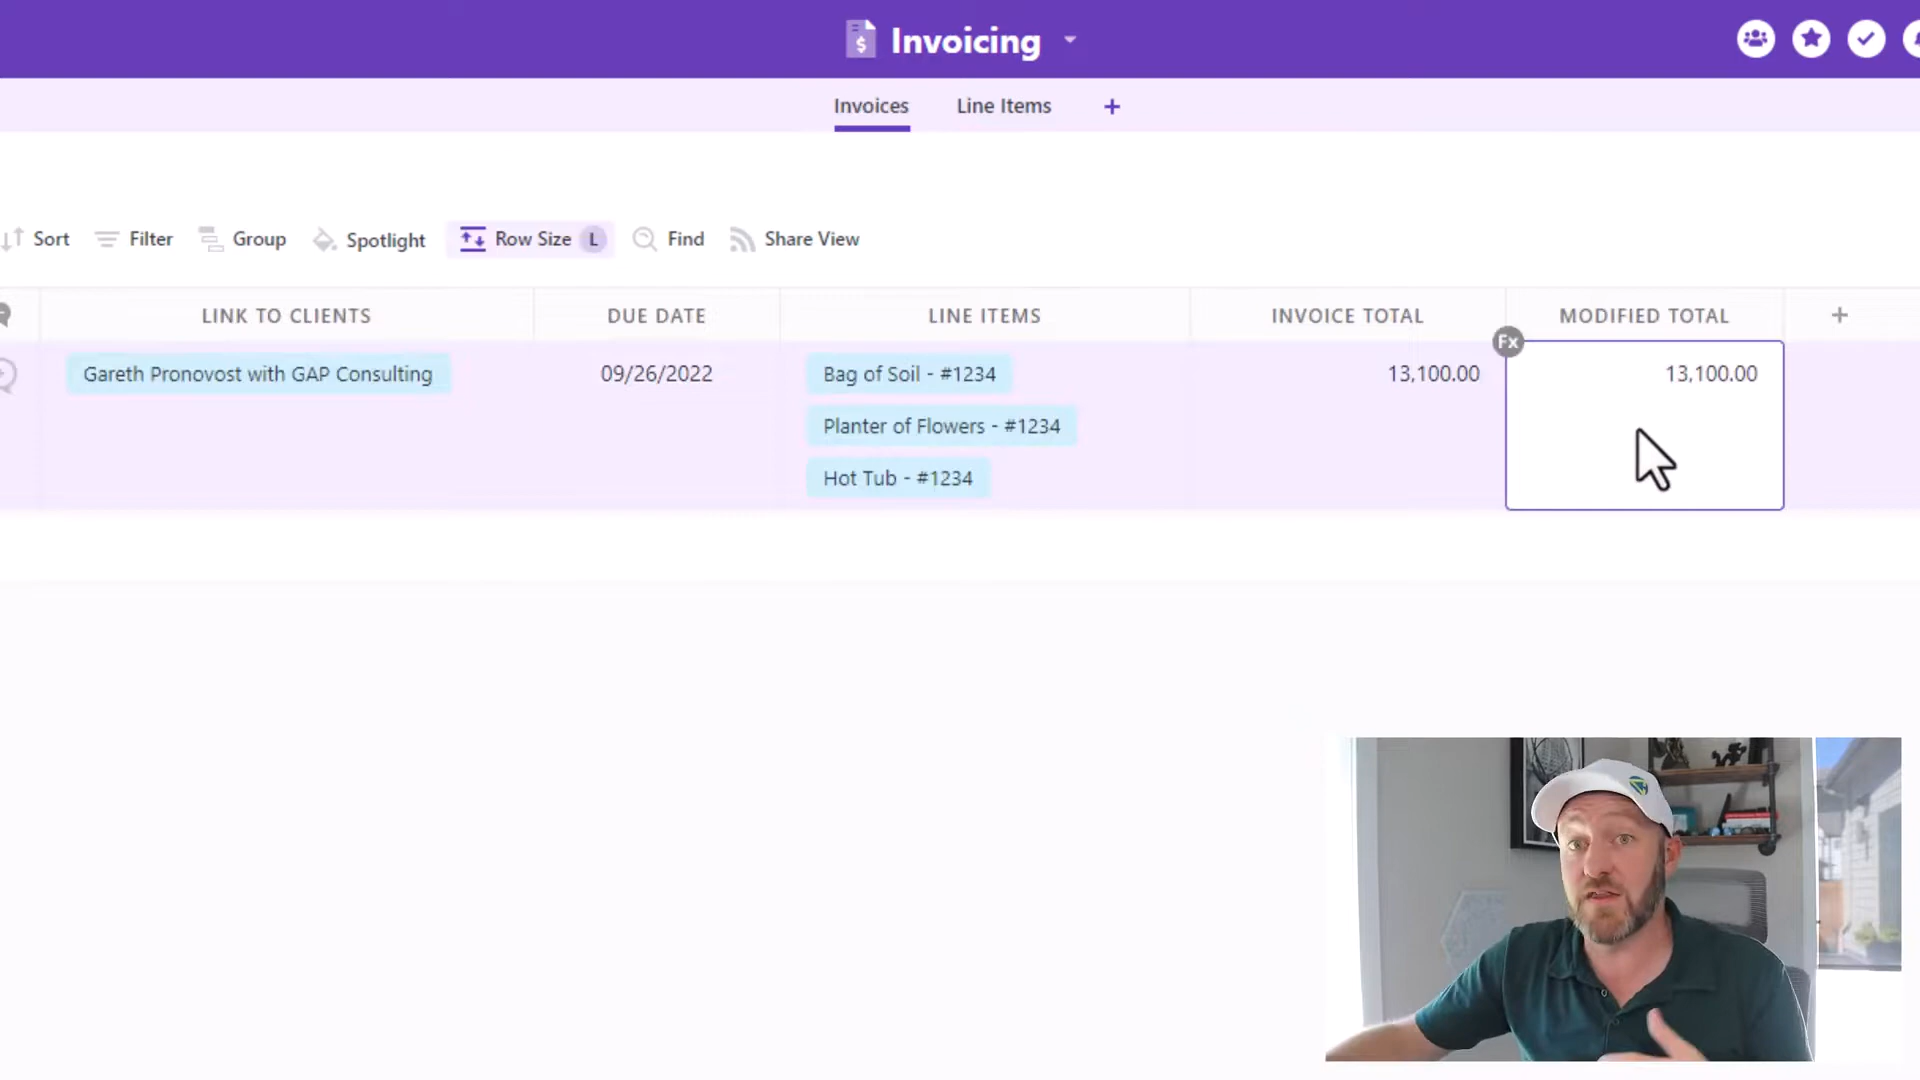 Invoicing
Invoices Line Items +
Sort Filter Group Spotlight Row Size L Find Share View
LINK TO CLIENTS DUE DATE LINE ITEMS INVOICE TOTAL MODIFIED TOTAL +
Fx
Gareth Pronovost with GAP Consulting 09/26/2022 Bag of Soil - #1234 13,100.00 13,100.00
Planter of Flowers - #1234
Hot Tub - #1234